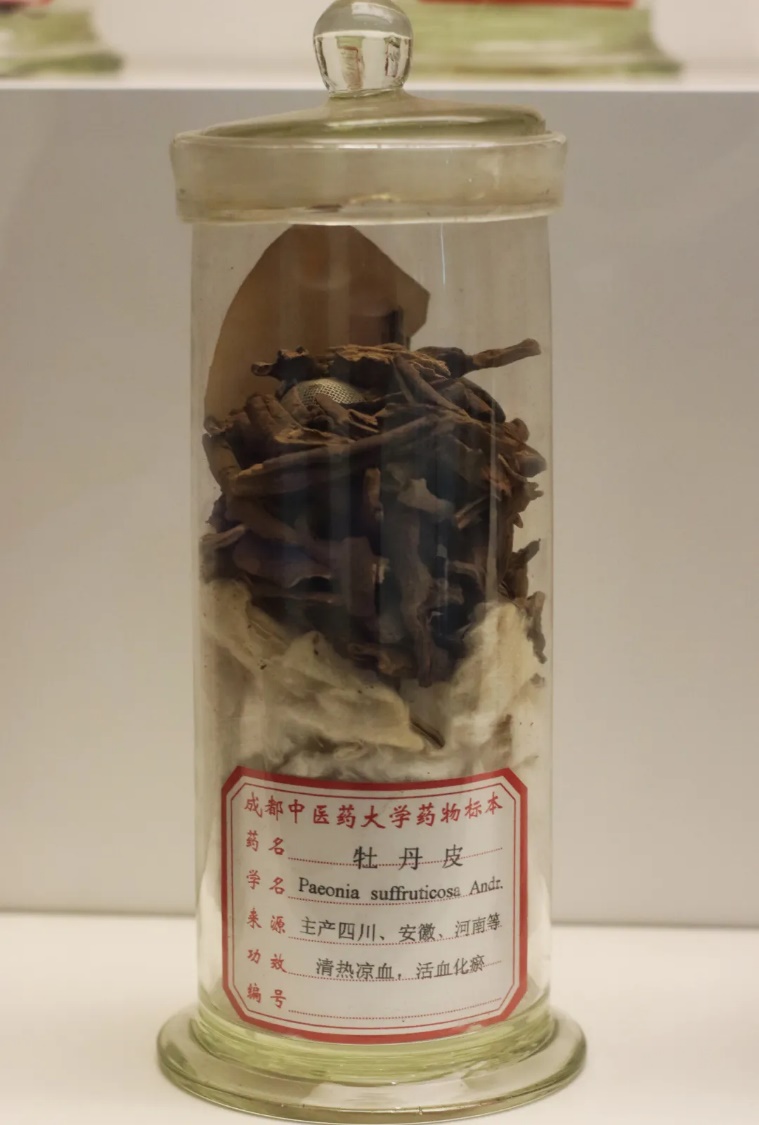 成都中医药大学药物标本
药名 牡丹皮
学名 Paeonia suffruticosa Andr.
来源 主产四川、安徽、河南等
功效 清热凉血，活血化瘀
编号